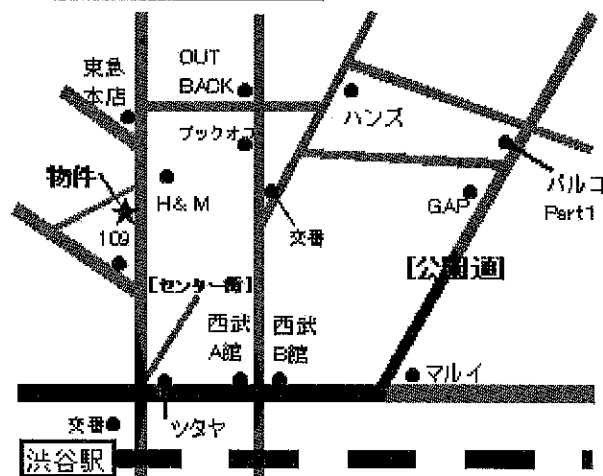 東急
本店
OUT
BACK
ブックオフ
ハンズ
パルコ
Part1
物件
H&M
交番
GAP
109
[公園通]
[センター街]
西武
A館
西武
B館
マルイ
交番
ツタヤ
渋谷駅